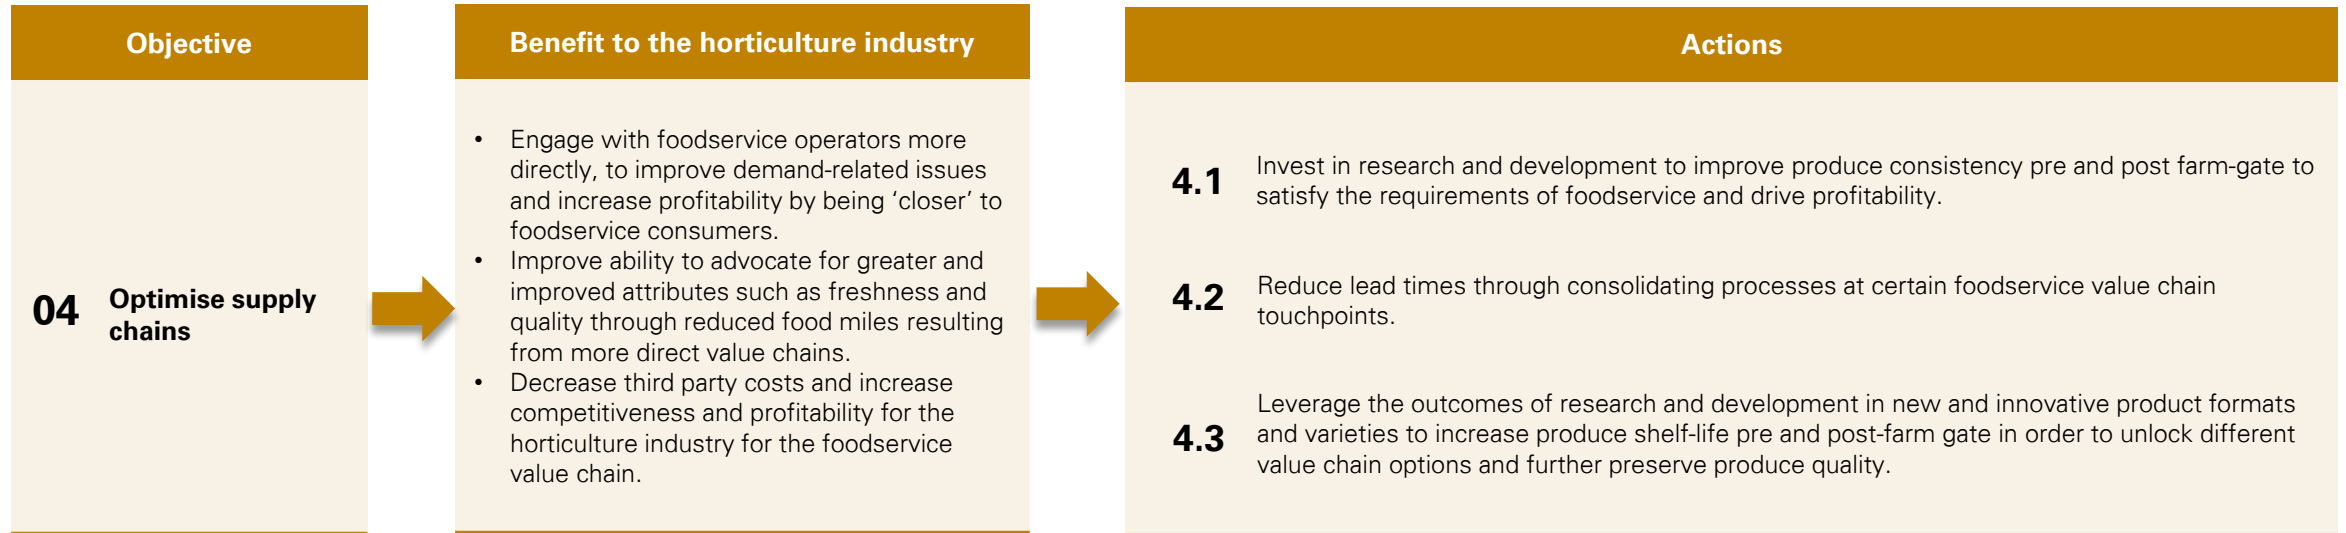 Objective
04
Optimise supply
chains
Benefit to the horticulture industry
• Engage with foodservice operators more
directly, to improve demand-related issues
and increase profitability by being ‘closer’ to
foodservice consumers.
• Improve ability to advocate for greater and
improved attributes such as freshness and
quality through reduced food miles resulting
from more direct value chains.
• Decrease third party costs and increase
competitiveness and profitability for the
horticulture industry for the foodservice
value chain.
Actions
4.1
Invest in research and development to improve produce consistency pre and post farm-gate to
satisfy the requirements of foodservice and drive profitability.
4.2
Reduce lead times through consolidating processes at certain foodservice value chain
touchpoints.
4.3
Leverage the outcomes of research and development in new and innovative product formats
and varieties to increase produce shelf-life pre and post-farm gate in order to unlock different
value chain options and further preserve produce quality.